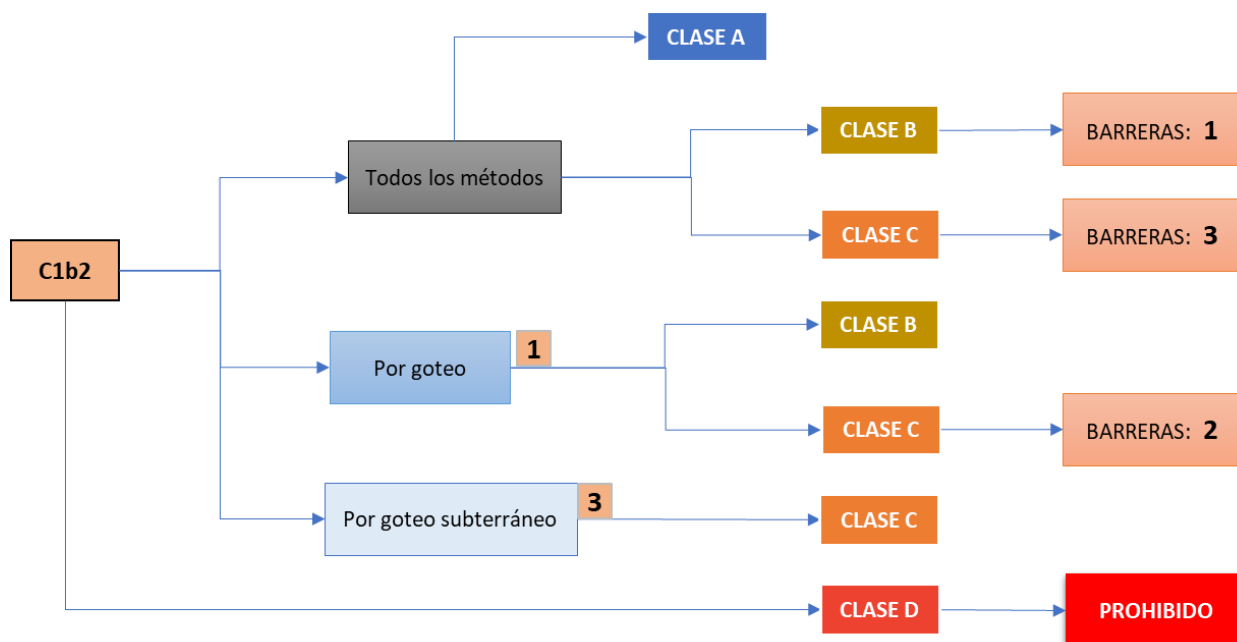 CLASE A
CLASE B
BARRERAS: 1
Todos los métodos
CLASE C
BARRERAS: 3
C1b2
CLASE B
1
Por goteo
CLASE C
BARRERAS: 2
3
Por goteo subterráneo
CLASE C
CLASE D
PROHIBIDO